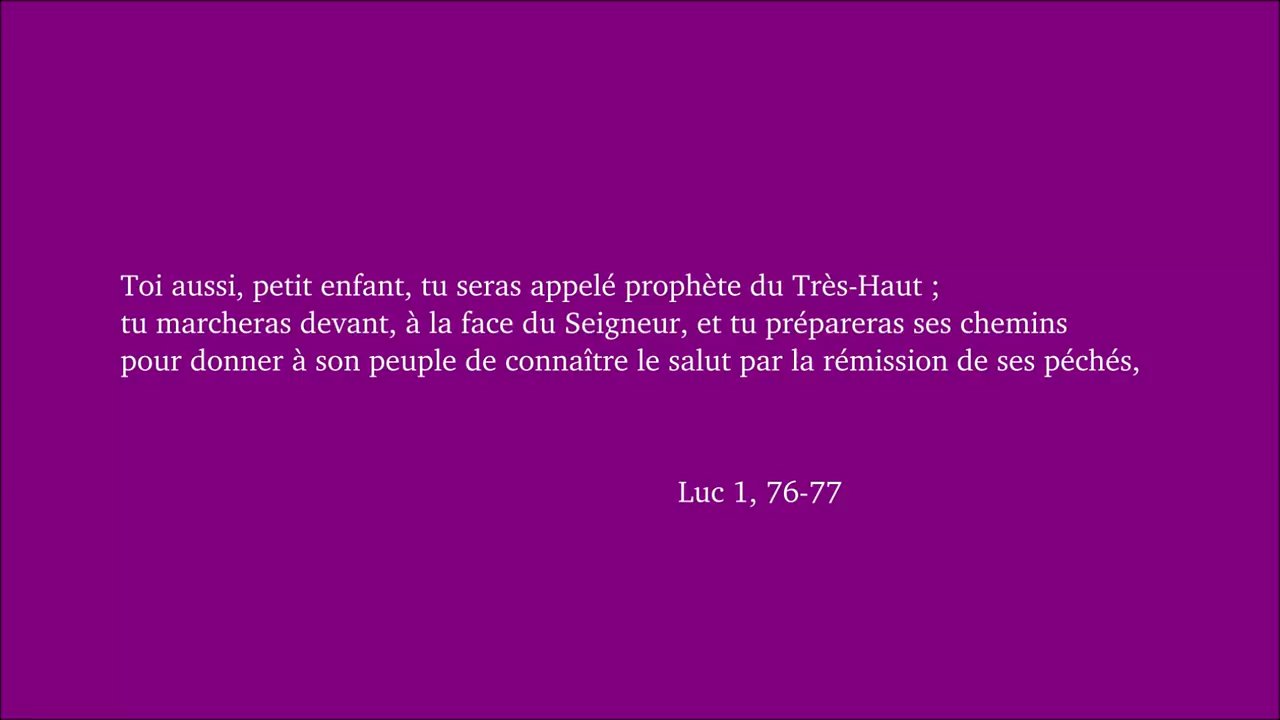 Toi aussi, petit enfant, tu seras appelé prophète du Très-Haut ;
tu marcheras devant, à la face du Seigneur, et tu prépareras ses chemins
pour donner à son peuple de connaître le salut par la rémission de ses péchés,
Luc 1, 76-77